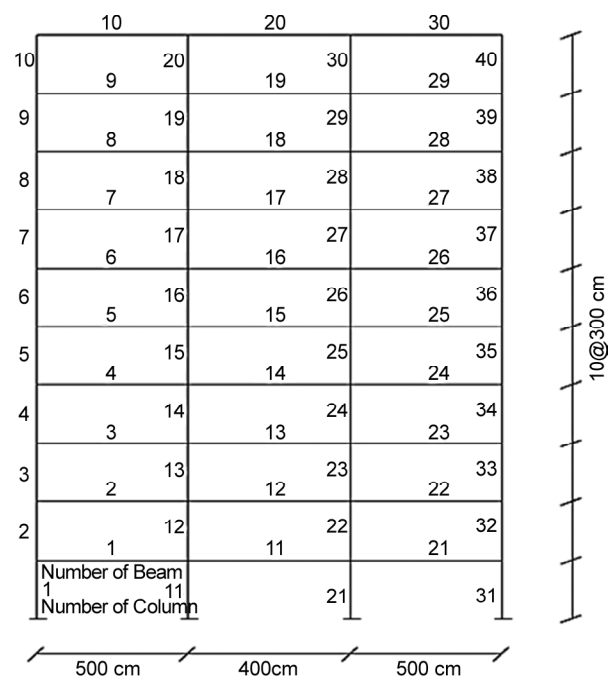 10 20 30
10 20 30 40
9 19 29
9 19 29 39
8 18 28
8 18 28 38
7 17 27
7 17 27 37
6 16 26
6 16 26 36
5 15 25
5 15 25 35
4 14 24
4 14 24 34
3 13 23
3 13 23 33
2 12 22
2 12 22 32
1 11 21
Number of Beam
1 11 21 31
Number of Column
10@300 cm
500 cm 400cm 500 cm